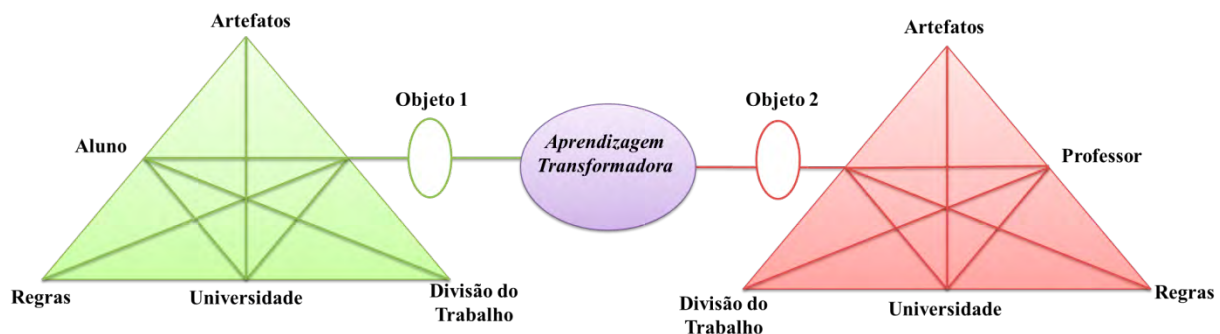 Artefatos
Artefatos
Objeto 1
Objeto 2
Aluno
Aprendizagem
Transformadora
Professor
Regras
Universidade
Divisão do
Trabalho
Divisão do
Trabalho
Universidade
Regras